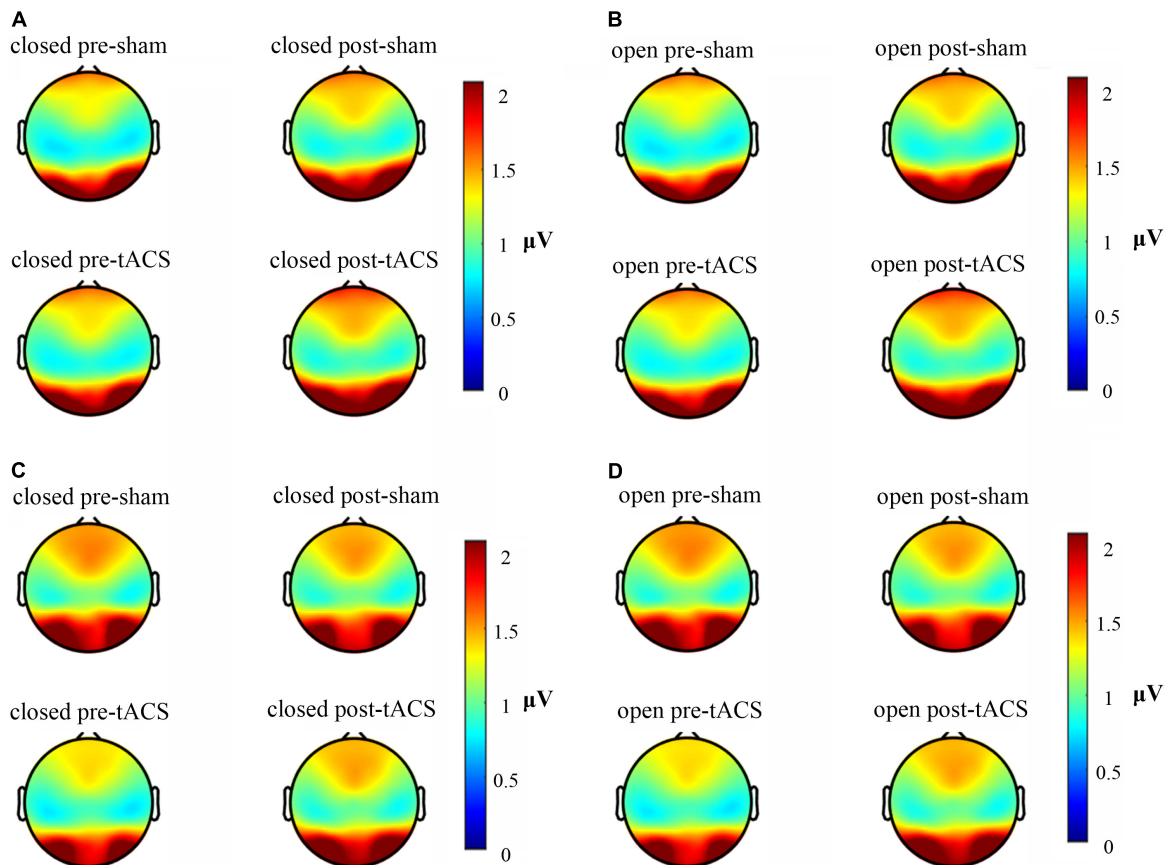 A
closed pre-sham
closed post-sham
2
1.5
1
0.5
0
µV
closed pre-tACS
closed post-tACS
B
open pre-sham
open post-sham
2
1.5
1
0.5
0
µV
open pre-tACS
open post-tACS
C
closed pre-sham
closed post-sham
2
1.5
1
0.5
0
µV
closed pre-tACS
closed post-tACS
D
open pre-sham
open post-sham
2
1.5
1
0.5
0
µV
open pre-tACS
open post-tACS